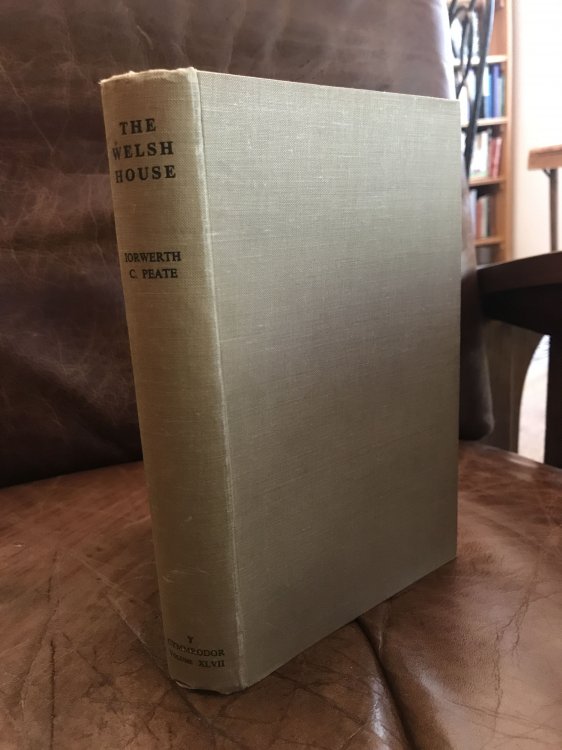 THE
WELSH
HOUSE
IORWERTH
C. PEATE
Y
CYMMRODOR
VOLUME XLVII